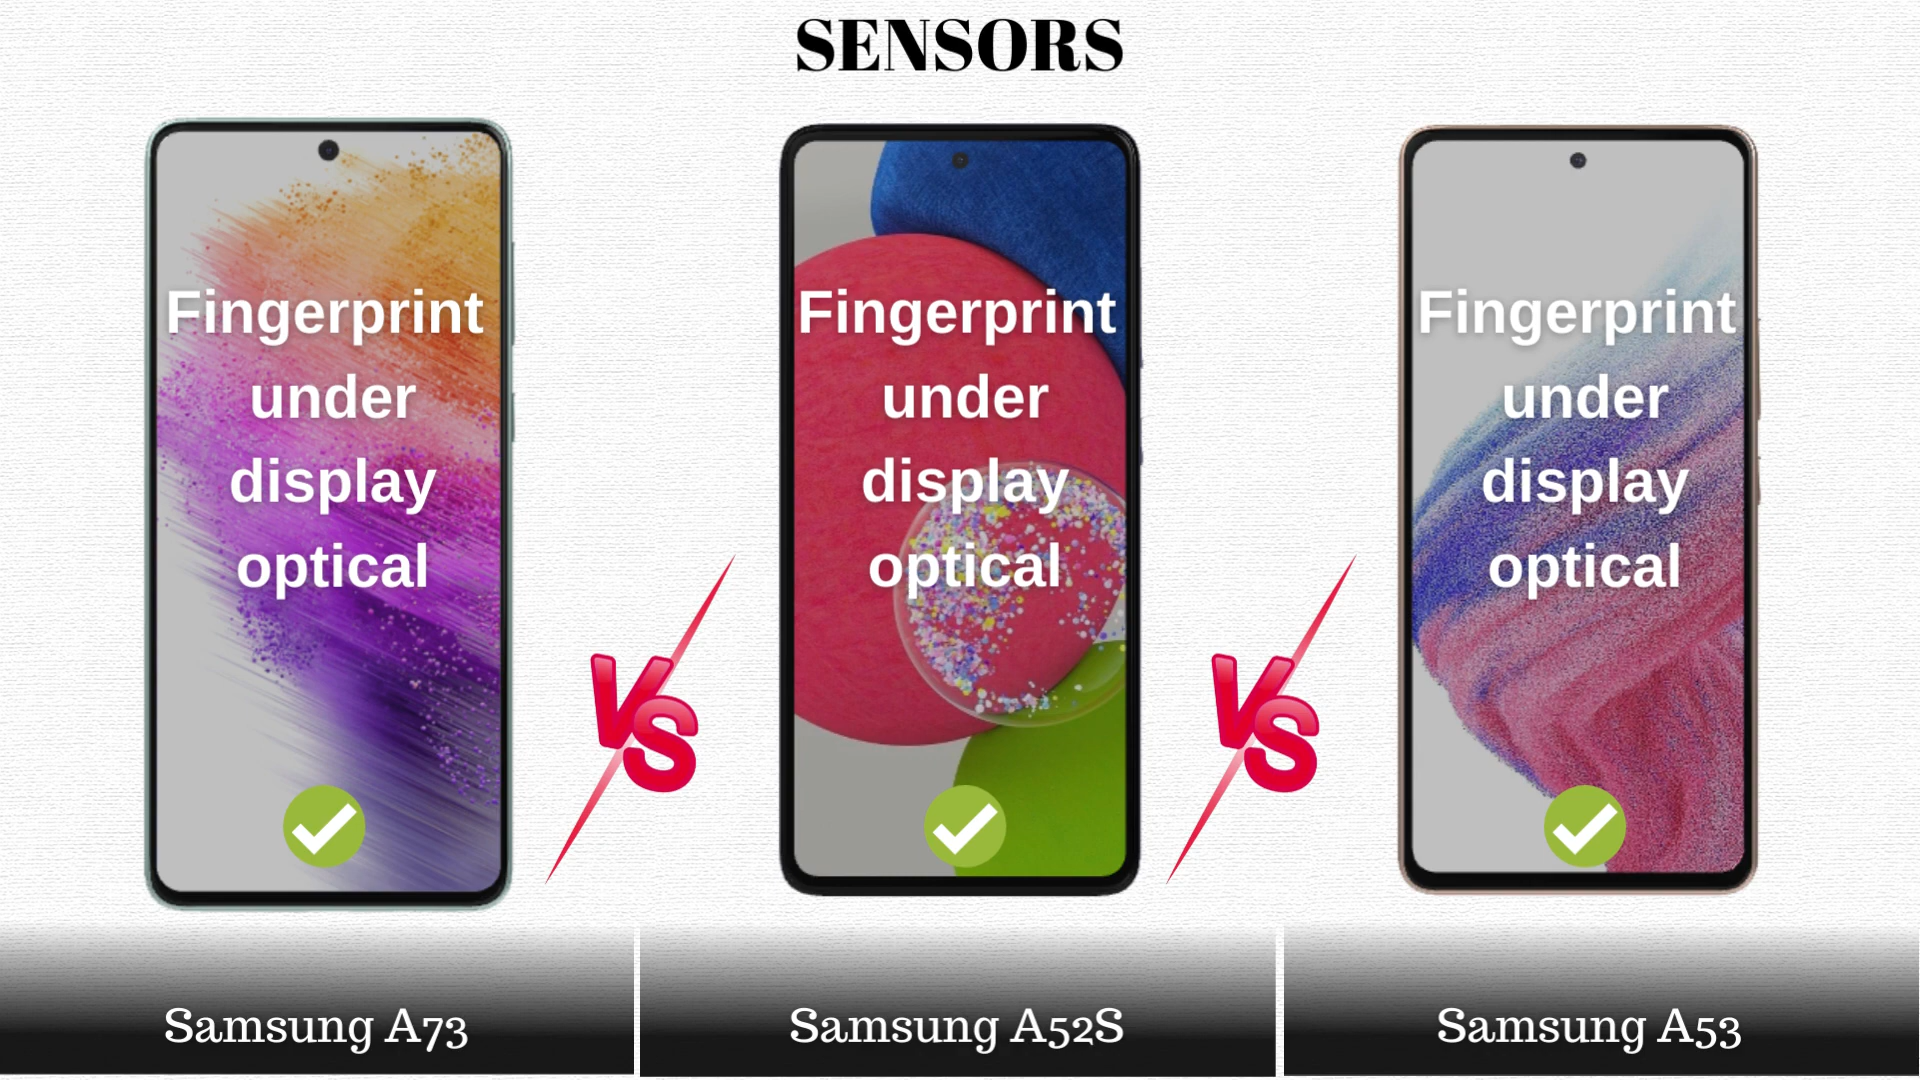 SENSORS
Fingerprint
under
display
optical
VS
Fingerprint
under
display
optical
VS
Fingerprint
under
display
optical
Samsung A73
Samsung A52S
Samsung A53